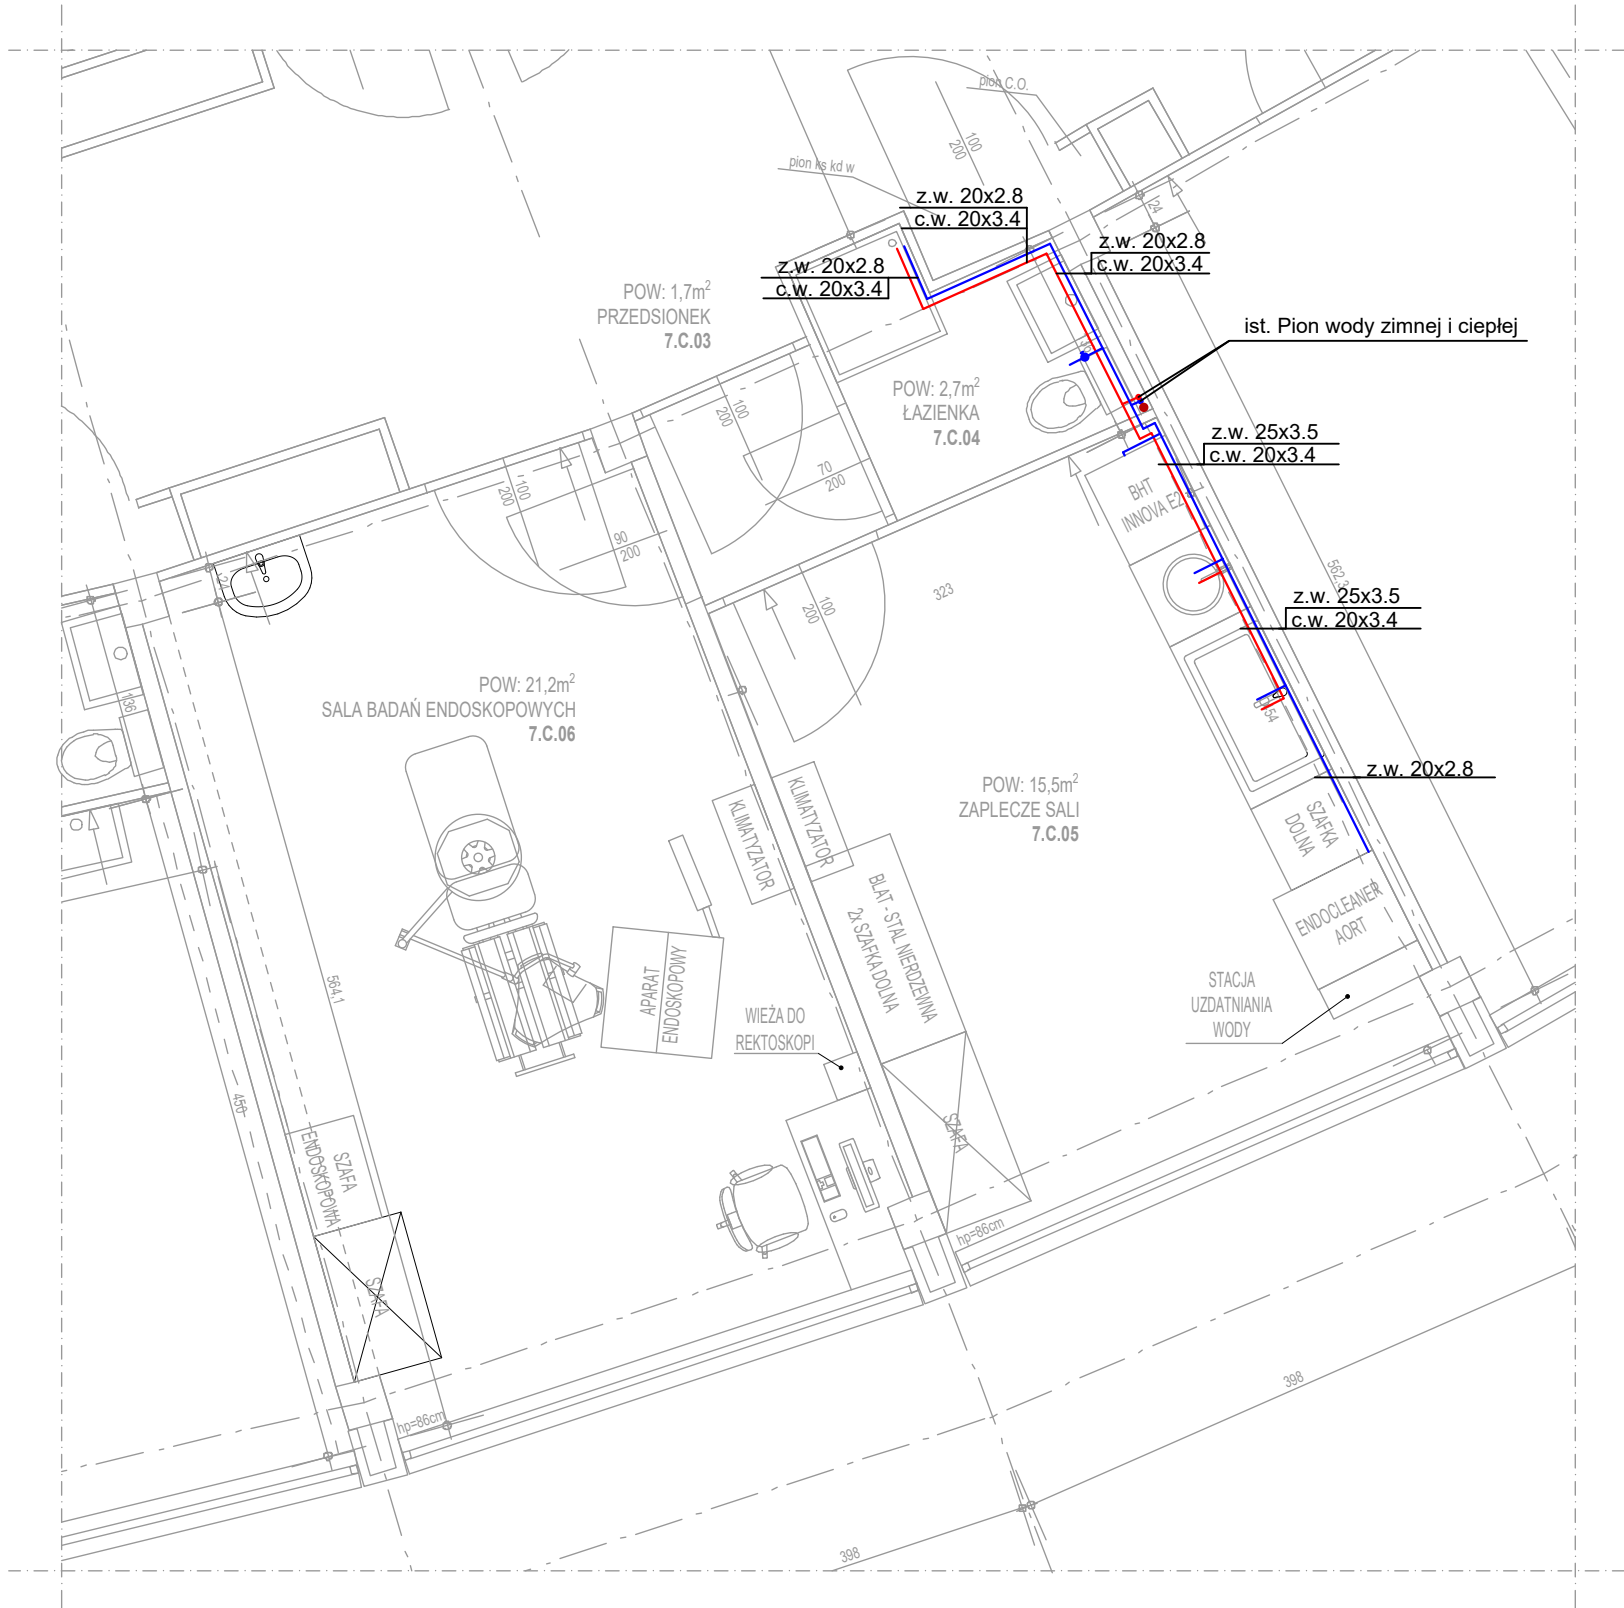 pion C.O.
100
200
pion ks kd w
z.w. 20x2.8
c.w. 20x3.4
24
z.w. 20x2.8
c.w. 20x3.4
z.w. 20x2.8
c.w. 20x3.4
POW: 1,7m²
PRZEDSIONEK
7.C.03
ist. Pion wody zimnej i ciepłej
POW: 2,7m²
ŁAZIENKA
7.C.04
100
200
z.w. 25x3.5
c.w. 20x3.4
70
200
100
200
BHT
INNOVA E2
90
200
24
323
562,3
100
200
z.w. 25x3.5
c.w. 20x3.4
POW: 21,2m²
SALA BADAŃ ENDOSKOPOWYCH
7.C.06
136
54
z.w. 20x2.8
POW: 15,5m²
ZAPLECZE SALI
7.C.05
KLIMATYZATOR
KLIMATYZATOR
SZAFKA
DOLNA
BLAT - STAL NIERDZEWNA
2x SZAFKA DOLNA
ENDOCLEANER
AORT
564,1
APARAT
ENDOSKOPOWY
STACJA
UZDATNIANIA
WODY
WIEŻA DO
REKTOSKOPI
450
SZAFA
ENDOSKOPOWA
SZAFA
hp=86cm
SZAFA
hp=86cm
398
398